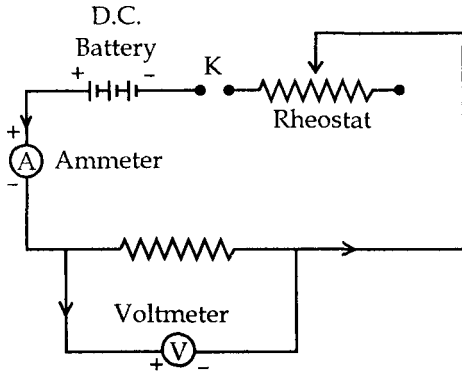 D.C.
Battery
+ − K
Rheostat
+
A Ammeter
−
Voltmeter
V
+ −